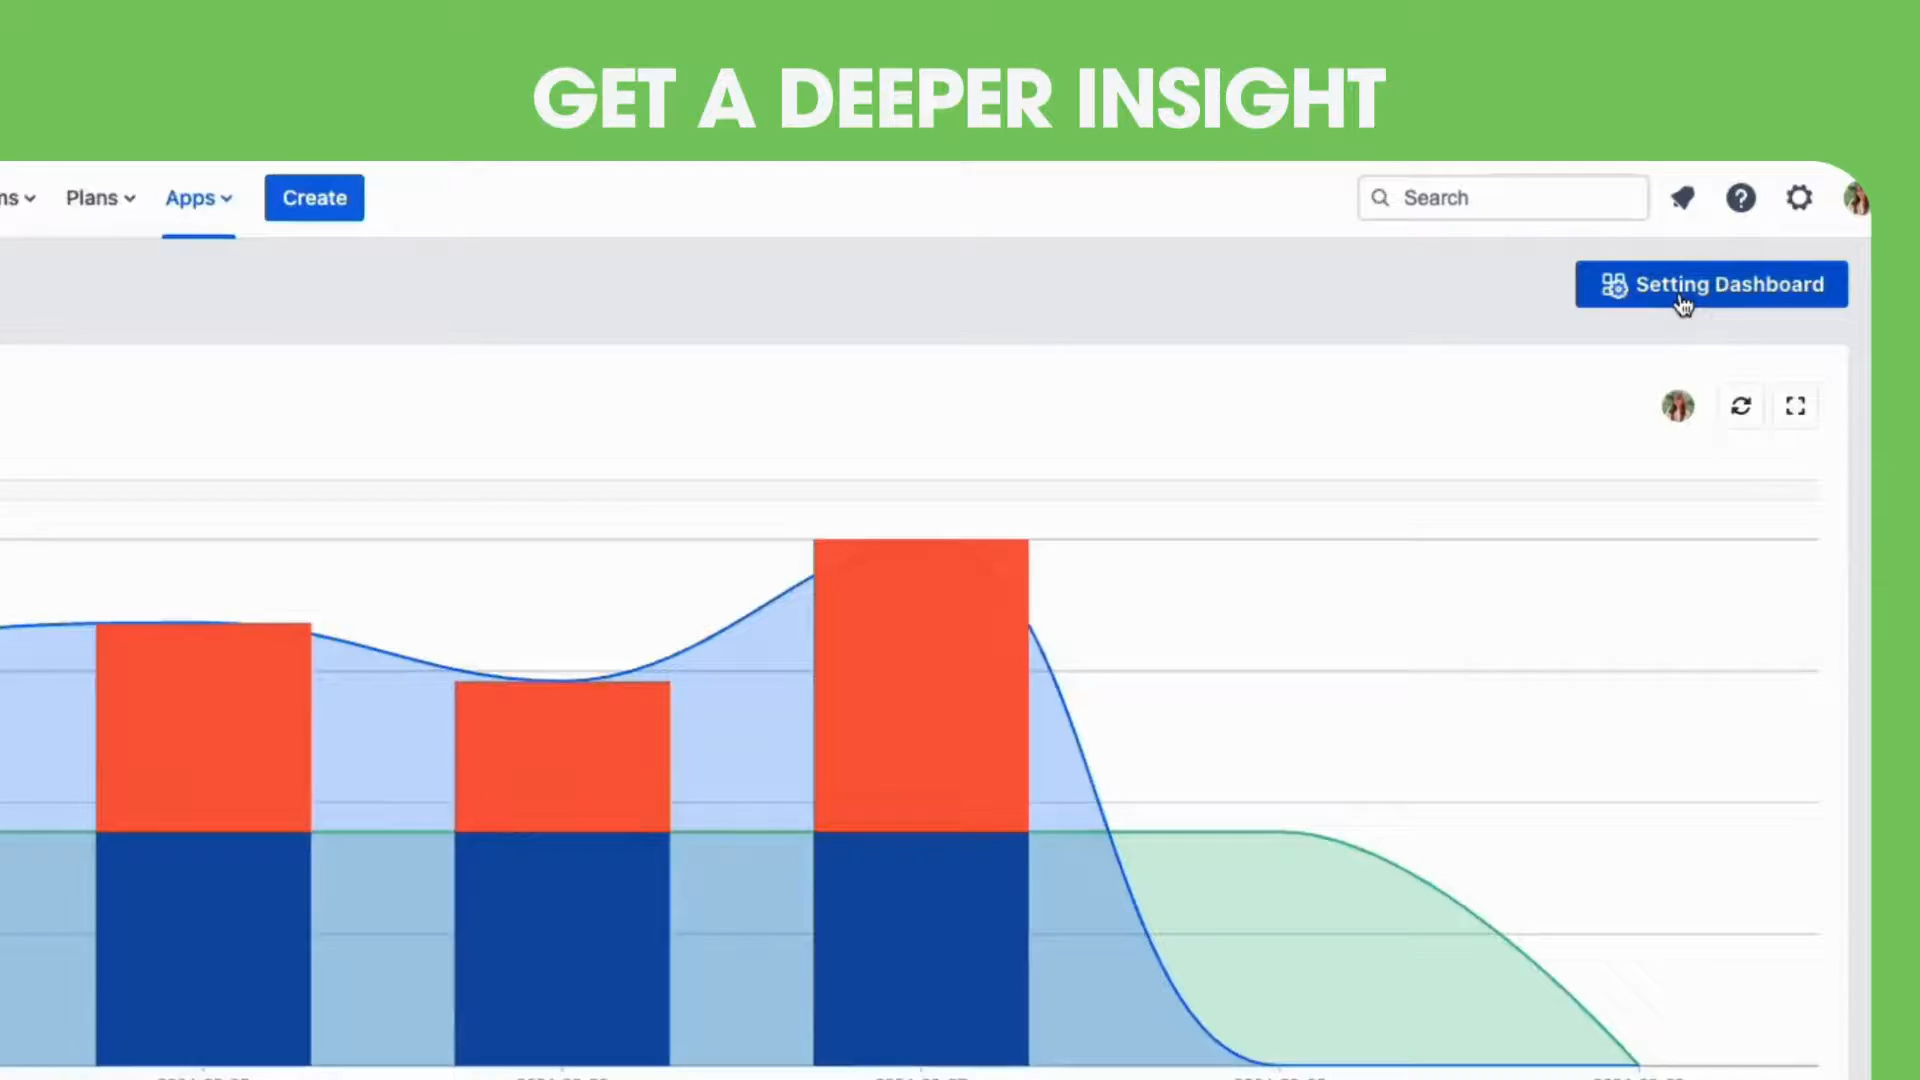 GET A DEEPER INSIGHT
Plans
Apps
Create
Search
Setting Dashboard